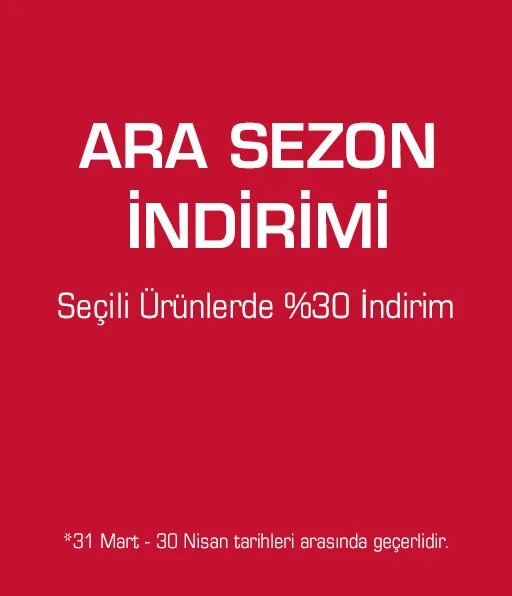 ARA SEZON
İNDİRİMİ
Seçili Ürünlerde %30 İndirim
*31 Mart - 30 Nisan tarihleri arasında geçerlidir.